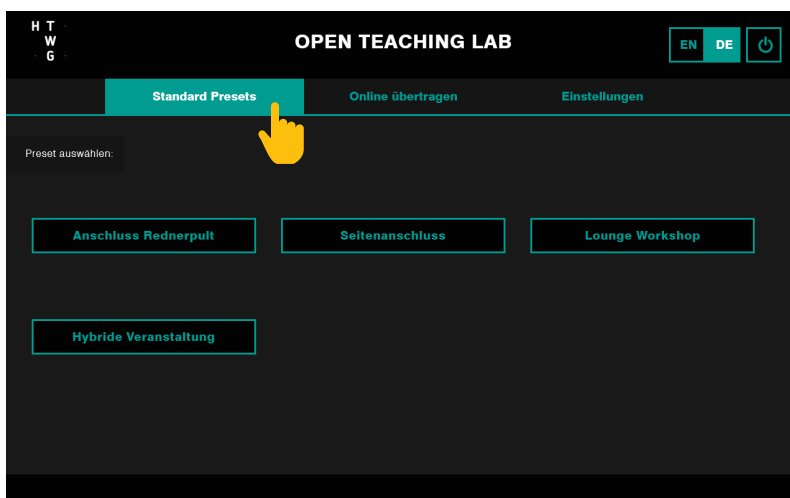 H T
W
G
OPEN TEACHING LAB
EN DE
Standard Presets Online übertragen Einstellungen
Preset auswählen:
Anschluss Rednerpult Seitenanschluss Lounge Workshop
Hybride Veranstaltung